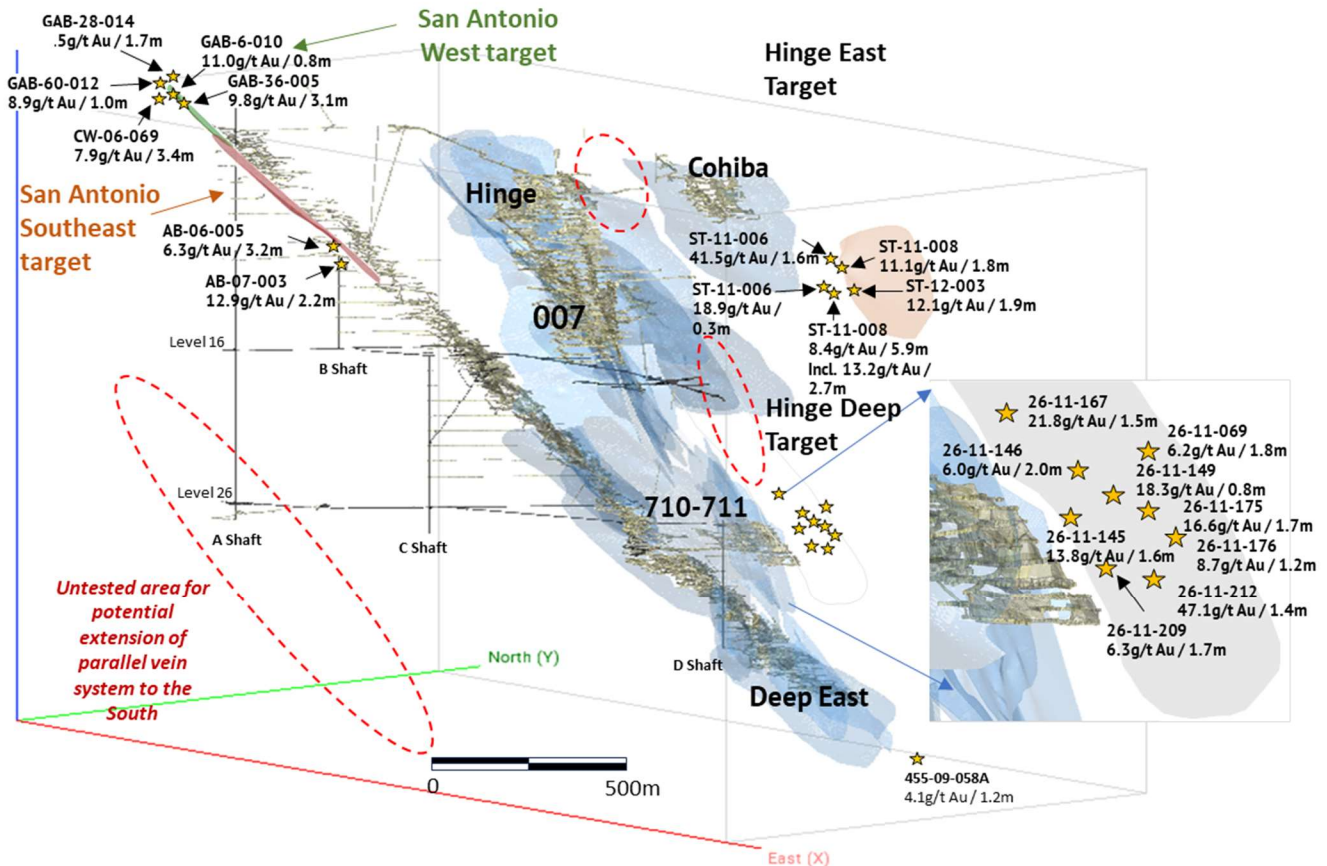 GAB-28-014
.5g/t Au / 1.7m
GAB-6-010
11.0g/t Au / 0.8m
GAB-60-012
8.9g/t Au / 1.0m
GAB-36-005
9.8g/t Au / 3.1m
CW-06-069
7.9g/t Au / 3.4m
San Antonio
West target
Hinge East
Target
San Antonio
Southeast
target
AB-06-005
6.3g/t Au / 3.2m
AB-07-003
12.9g/t Au / 2.2m
Hinge
Cohiba
007
ST-11-006
41.5g/t Au / 1.6m
ST-11-008
11.1g/t Au / 1.8m
ST-11-006
18.9g/t Au /
0.3m
ST-12-003
12.1g/t Au / 1.9m
ST-11-008
8.4g/t Au / 5.9m
Incl. 13.2g/t Au /
2.7m
Level 16
B Shaft
Hinge Deep
Target
Level 26
A Shaft
C Shaft
710-711
26-11-167
21.8g/t Au / 1.5m
26-11-069
6.2g/t Au / 1.8m
26-11-146
6.0g/t Au / 2.0m
26-11-149
18.3g/t Au / 0.8m
26-11-175
16.6g/t Au / 1.7m
26-11-145
13.8g/t Au / 1.6m
26-11-176
8.7g/t Au / 1.2m
26-11-212
47.1g/t Au / 1.4m
26-11-209
6.3g/t Au / 1.7m
Untested area for
potential
extension of
parallel vein
system to the
South
North (Y)
D Shaft
Deep East
0
500m
455-09-058A
4.1g/t Au / 1.2m
East (X)